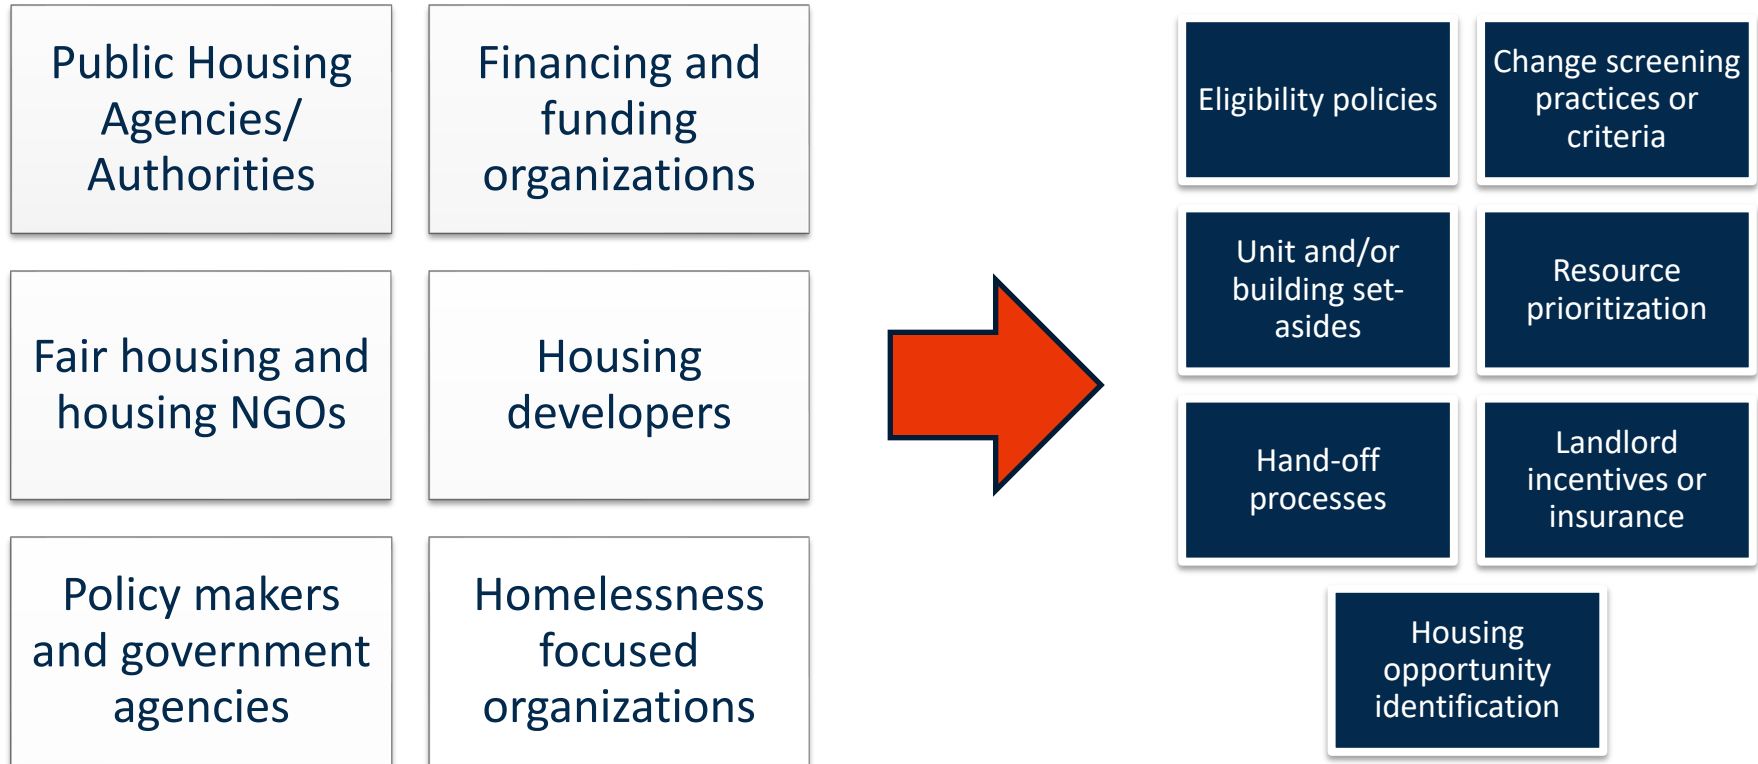 Public Housing
Agencies/
Authorities
Financing and
funding
organizations
Fair housing and
housing NGOs
Housing
developers
Policy makers
and government
agencies
Homelessness
focused
organizations
Eligibility policies
Change screening
practices or
criteria
Unit and/or
building set-
asides
Resource
prioritization
Hand-off
processes
Landlord
incentives or
insurance
Housing
opportunity
identification